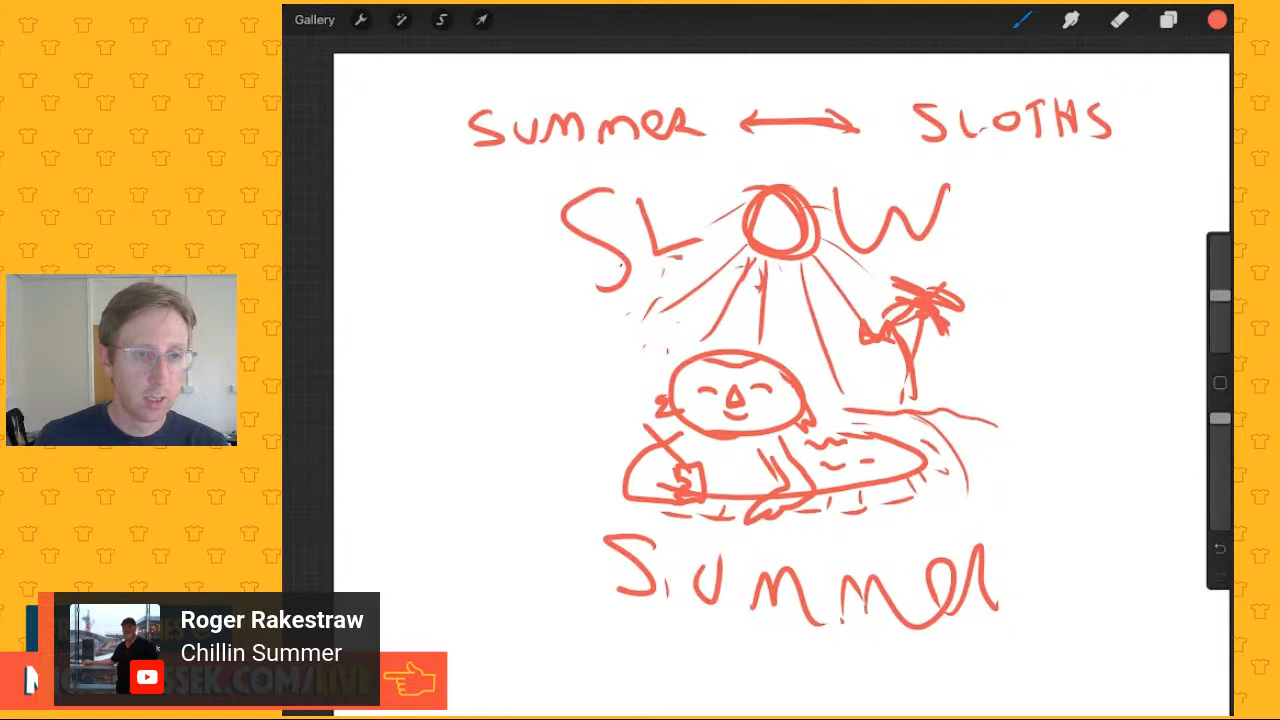 Gallery
SUMMER ↔ SLOTHS
SLOW
SUMMER
Roger Rakestraw
Chillin Summer